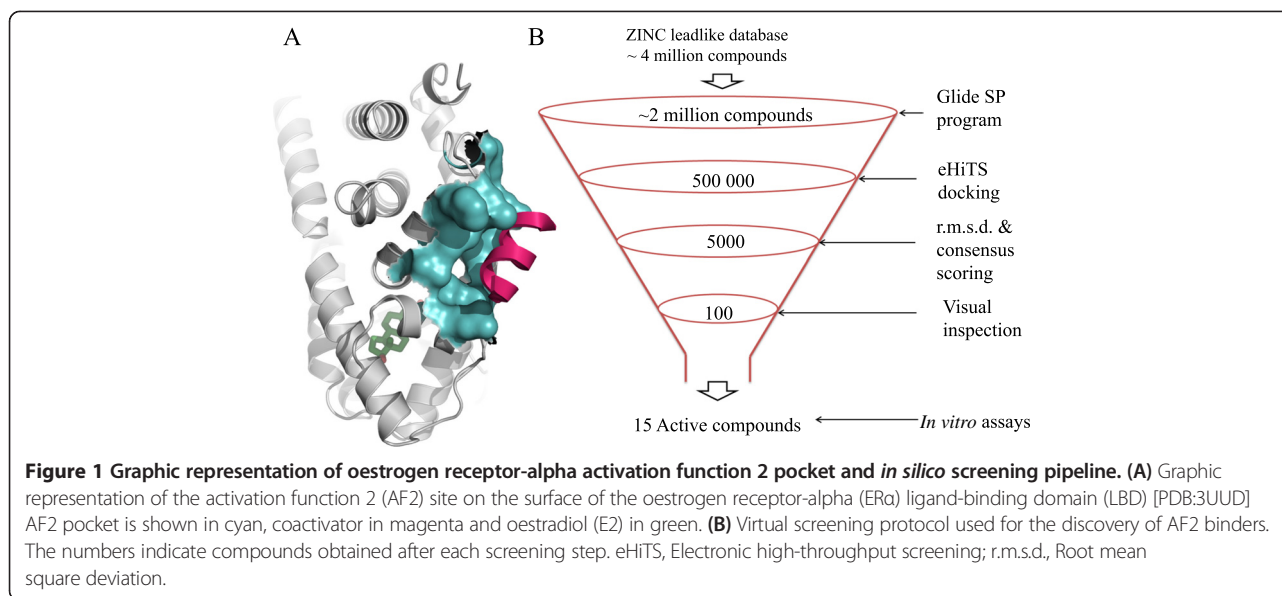 A
B
ZINC leadlike database
~ 4 million compounds
~2 million compounds
Glide SP
program
500 000
eHiTS
docking
5000
r.m.s.d. &
consensus
scoring
100
Visual
inspection
15 Active compounds
In vitro assays
Figure 1 Graphic representation of oestrogen receptor-alpha activation function 2 pocket and in silico screening pipeline. (A) Graphic
representation of the activation function 2 (AF2) site on the surface of the oestrogen receptor-alpha (ERα) ligand-binding domain (LBD) [PDB:3UUD]
AF2 pocket is shown in cyan, coactivator in magenta and oestradiol (E2) in green. (B) Virtual screening protocol used for the discovery of AF2 binders.
The numbers indicate compounds obtained after each screening step. eHiTS, Electronic high-throughput screening; r.m.s.d., Root mean
square deviation.